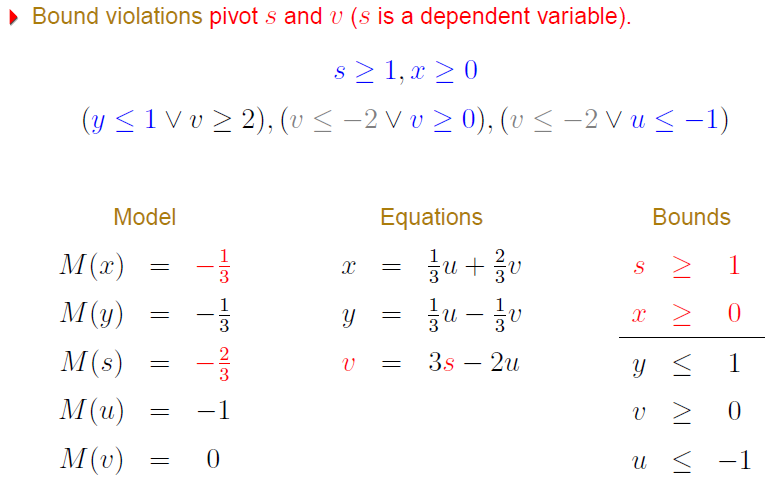 Bound violations pivot s and v (s is a dependent variable).
s ≥ 1, x ≥ 0
(y ≤ 1 ∨ v ≥ 2), (v ≤ −2 ∨ v ≥ 0), (v ≤ −2 ∨ u ≤ −1)
Model Equations Bounds
M(x) = −1/3 x = 1/3u + 2/3v s ≥ 1
M(y) = −1/3 y = 1/3u − 1/3v x ≥ 0
M(s) = −2/3 v = 3s − 2u y ≤ 1
M(u) = −1 v ≥ 0
M(v) = 0 u ≤ −1